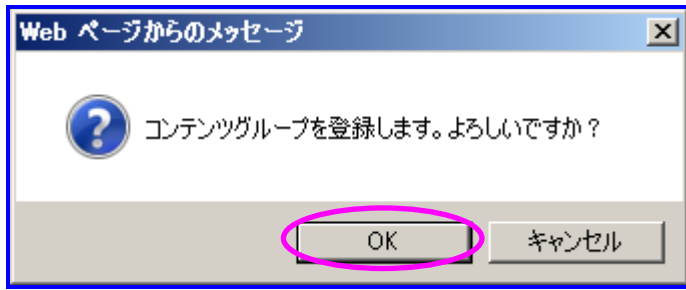 Web ページからのメッセージ
コンテンツグループを登録します。よろしいですか？
OK
キャンセル